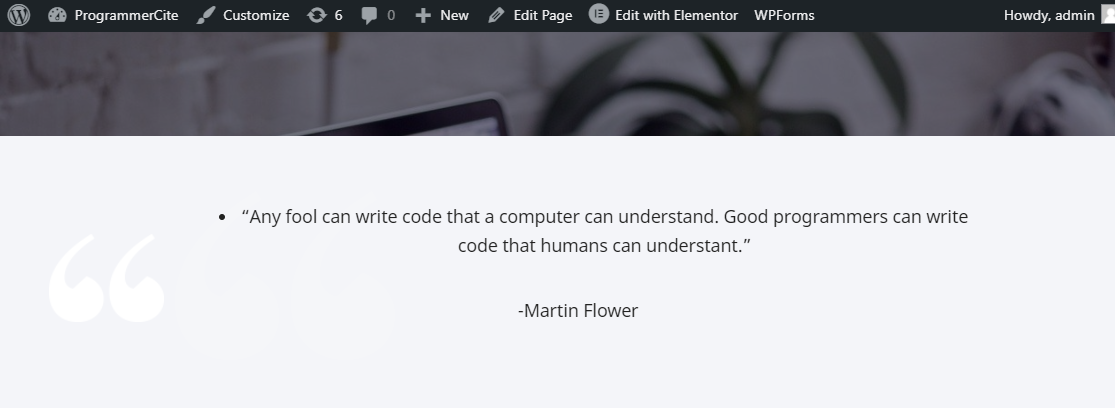 ProgrammerCite Customize 6 0 New Edit Page Edit with Elementor WPForms Howdy, admin
• “Any fool can write code that a computer can understand. Good programmers can write
code that humans can understant.”
-Martin Flower